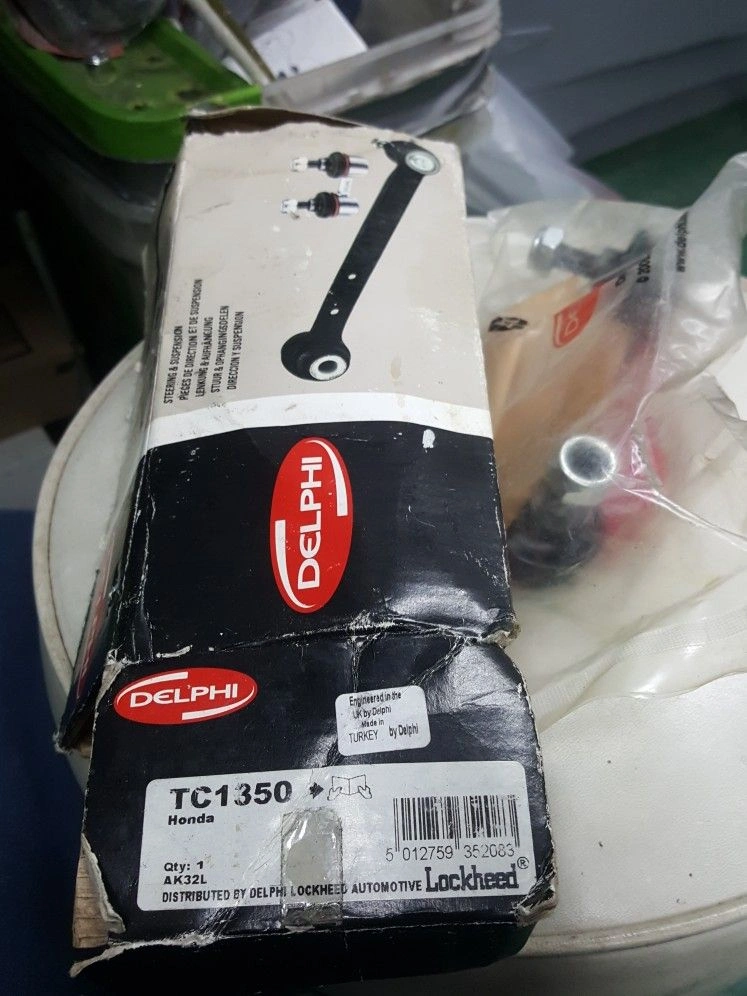 STEERING & SUSPENSION
PIECES DE DIRECTION ET DE SUSPENSION
LENKUNG & AUFHÄNGUNG
STUUR & OPHANGINGSDELEN
DIRECCION Y SUSPENSION
DELPHI
DELPHI
Engineered in the
UK by Delphi
Made in
TURKEY by Delphi
TC1350
Honda
5 012759 352083
Qty: 1
AK32L
DISTRIBUTED BY DELPHI LOCKHEED AUTOMOTIVE Lockheed®